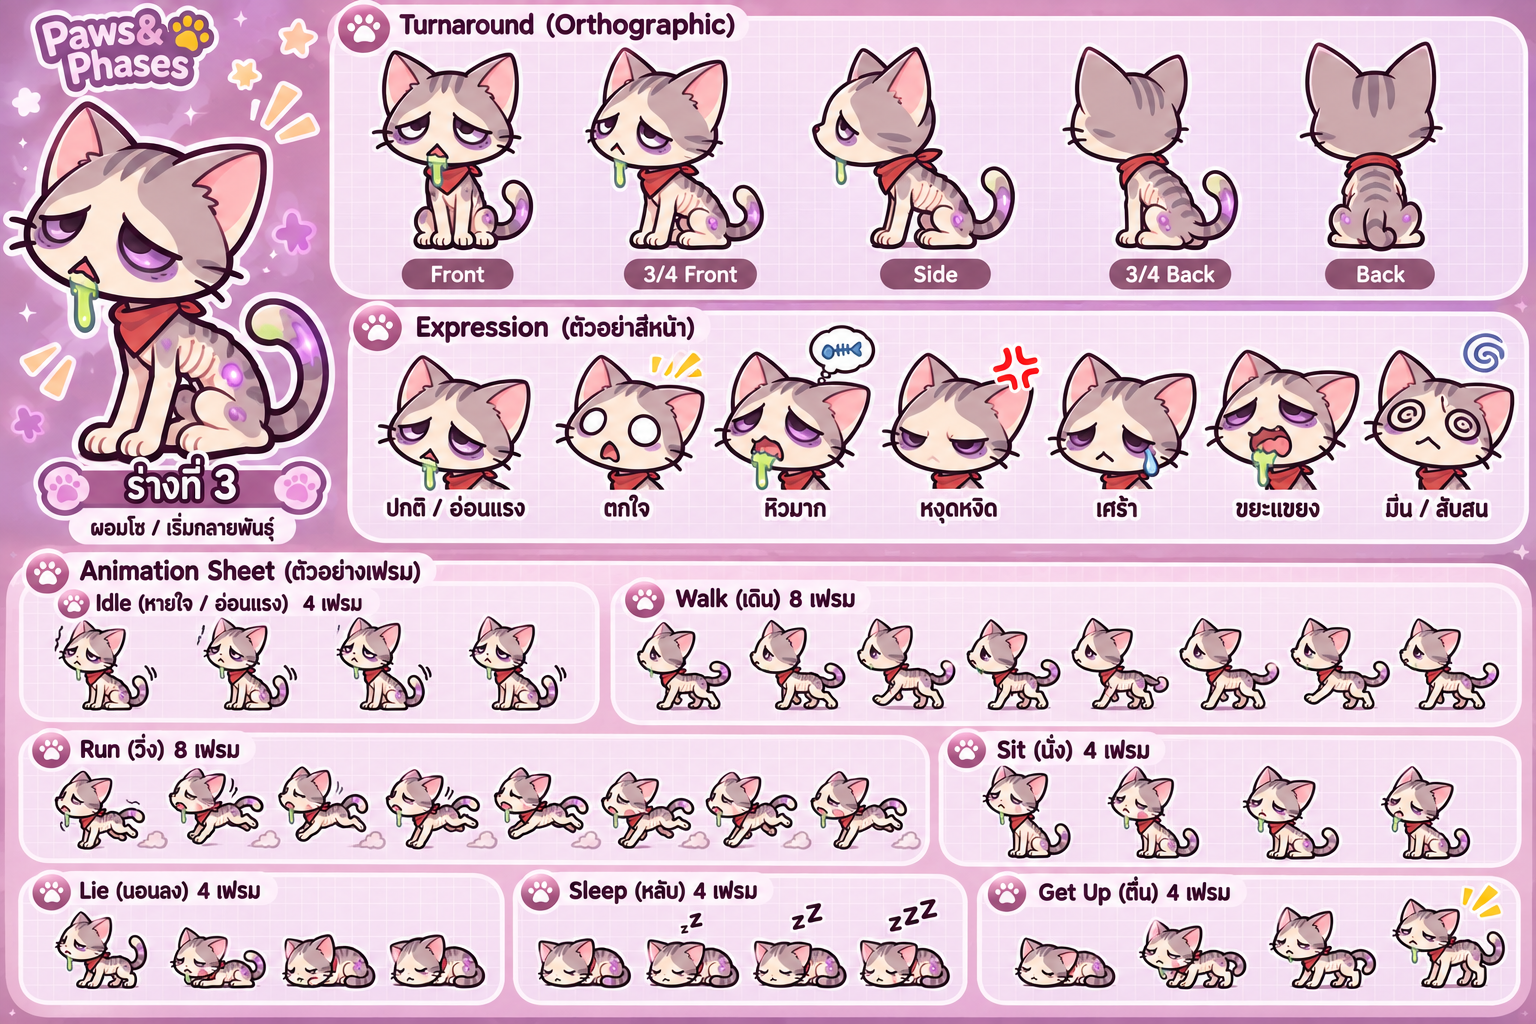 Paws&
Phases
ร่างที่ 3
ผอมโซ / เริ่มกลายพันธุ์
Turnaround (Orthographic)
Front
3/4 Front
Side
3/4 Back
Back
Expression (ตัวอย่าสีหน้า)
ปกติ / อ่อนแรง
ตกใจ
หิวมาก
หงุดหงิด
เศร้า
ขยะแขยง
มึ่น / สับสน
Animation Sheet (ตัวอย่างเฟรม)
Idle (หายใจ / อ่อนแรง) 4 เฟรม
Walk (เดิน) 8 เฟรม
Run (วิ่ง) 8 เฟรม
Sit (นั่ง) 4 เฟรม
Lie (นอนลง) 4 เฟรม
Sleep (หลับ) 4 เฟรม
zZ
zZZ
zZZZ
Get Up (ตื่น) 4 เฟรม